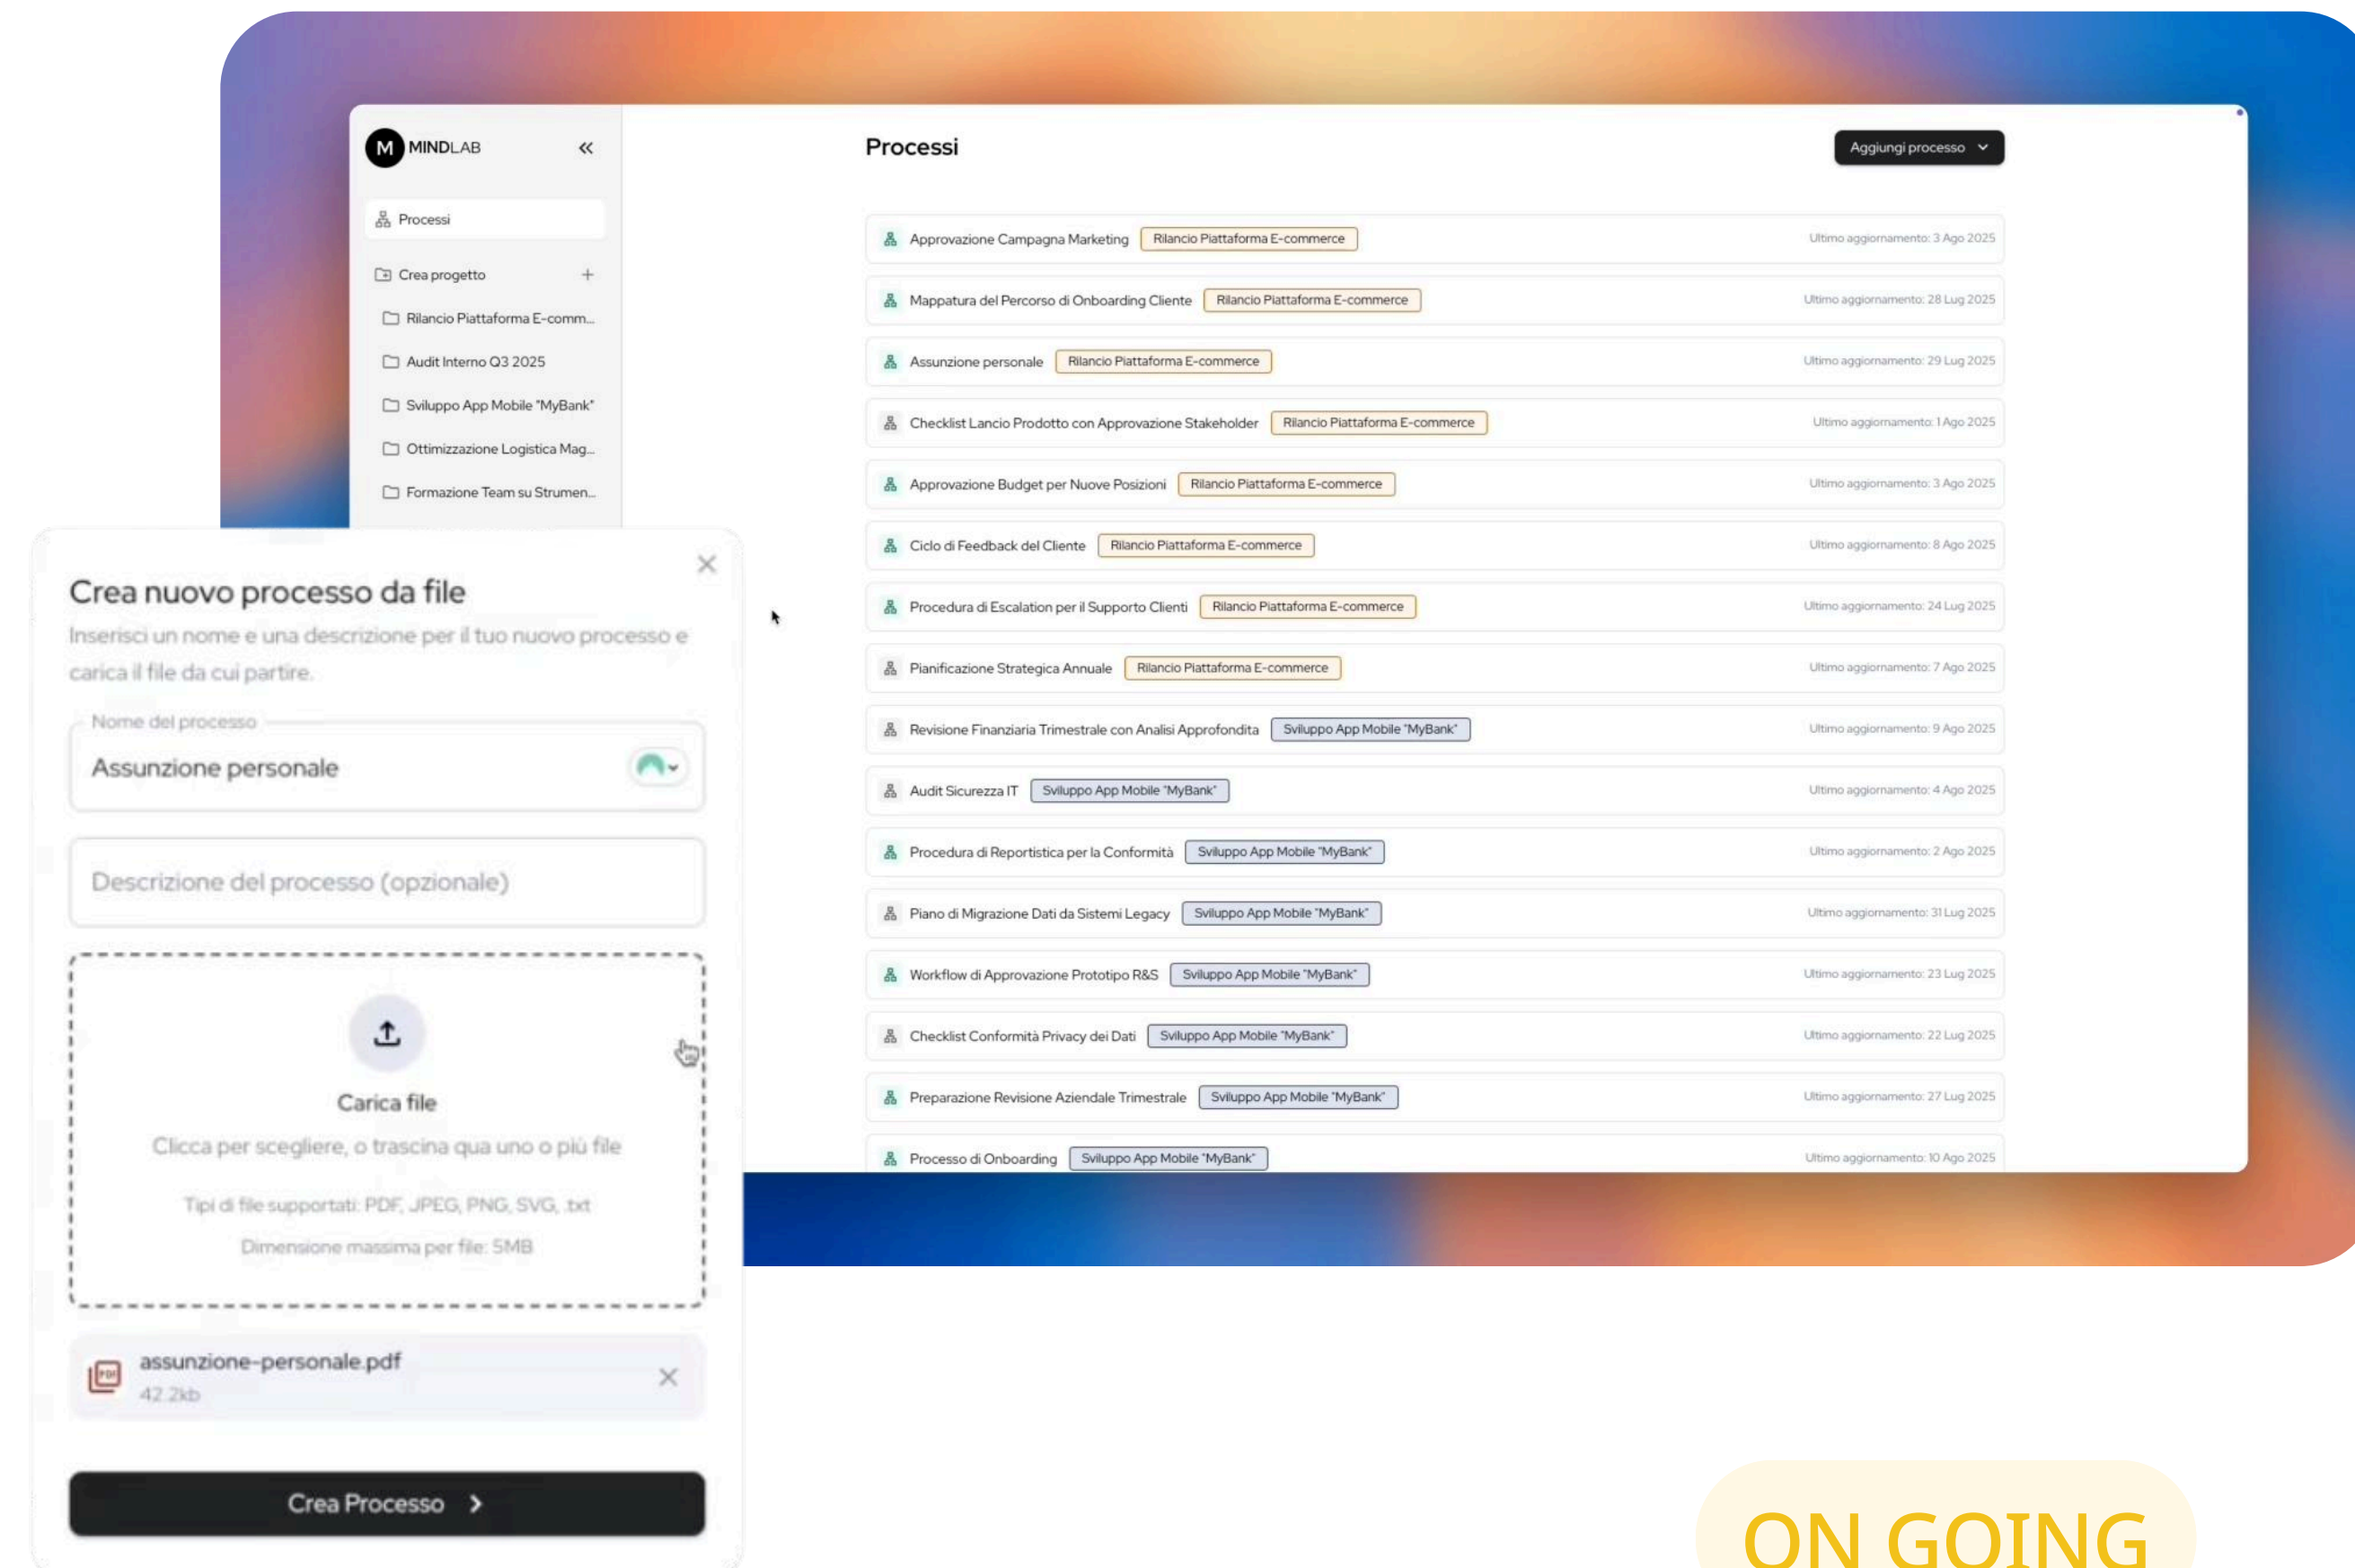 M MINDLAB
Processi
Crea progetto
Rilancio Piattaforma E-comm...
Audit Interno Q3 2025
Sviluppo App Mobile "MyBank"
Ottimizzazione Logistica Mag...
Formazione Team su Strumen...
Processi
Aggiungi processo
Approvazione Campagna Marketing Rilancio Piattaforma E-commerce Ultimo aggiornamento: 3 Ago 2025
Mappatura del Percorso di Onboarding Cliente Rilancio Piattaforma E-commerce Ultimo aggiornamento: 28 Lug 2025
Assunzione personale Rilancio Piattaforma E-commerce Ultimo aggiornamento: 29 Lug 2025
Checklist Lancio Prodotto con Approvazione Stakeholder Rilancio Piattaforma E-commerce Ultimo aggiornamento: 1 Ago 2025
Approvazione Budget per Nuove Posizioni Rilancio Piattaforma E-commerce Ultimo aggiornamento: 3 Ago 2025
Ciclo di Feedback del Cliente Rilancio Piattaforma E-commerce Ultimo aggiornamento: 8 Ago 2025
Procedura di Escalation per il Supporto Clienti Rilancio Piattaforma E-commerce Ultimo aggiornamento: 24 Lug 2025
Pianificazione Strategica Annuale Rilancio Piattaforma E-commerce Ultimo aggiornamento: 7 Ago 2025
Revisione Finanziaria Trimestrale con Analisi Approfondita Sviluppo App Mobile "MyBank" Ultimo aggiornamento: 9 Ago 2025
Audit Sicurezza IT Sviluppo App Mobile "MyBank" Ultimo aggiornamento: 4 Ago 2025
Procedura di Reportistica per la Conformità Sviluppo App Mobile "MyBank" Ultimo aggiornamento: 2 Ago 2025
Piano di Migrazione Dati da Sistemi Legacy Sviluppo App Mobile "MyBank" Ultimo aggiornamento: 31 Lug 2025
Workflow di Approvazione Prototipo R&S Sviluppo App Mobile "MyBank" Ultimo aggiornamento: 23 Lug 2025
Checklist Conformità Privacy dei Dati Sviluppo App Mobile "MyBank" Ultimo aggiornamento: 22 Lug 2025
Preparazione Revisione Aziendale Trimestrale Sviluppo App Mobile "MyBank" Ultimo aggiornamento: 27 Lug 2025
Processo di Onboarding Sviluppo App Mobile "MyBank" Ultimo aggiornamento: 10 Ago 2025
Crea nuovo processo da file
Inserisci un nome e una descrizione per il tuo nuovo processo e
carica il file da cui partire.
Nome del processo
Assunzione personale
Descrizione del processo (opzionale)
Carica file
Clicca per scegliere, o trascina qua uno o più file
Tipi di file supportati: PDF, JPEG, PNG, SVG, .txt
Dimensione massima per file: 5MB
PDF
assunzione-personale.pdf
42.2kb
Crea Processo
ON GOING